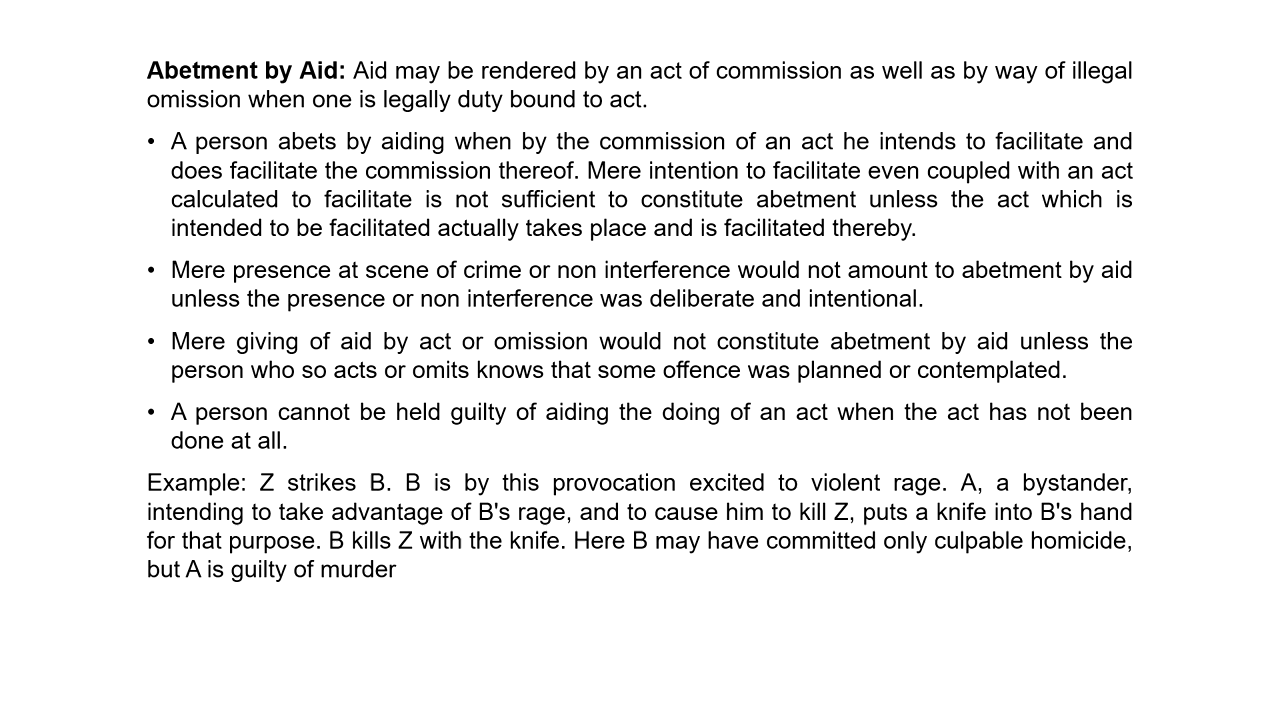 Abetment by Aid: Aid may be rendered by an act of commission as well as by way of illegal
omission when one is legally duty bound to act.
• A person abets by aiding when by the commission of an act he intends to facilitate and
does facilitate the commission thereof. Mere intention to facilitate even coupled with an act
calculated to facilitate is not sufficient to constitute abetment unless the act which is
intended to be facilitated actually takes place and is facilitated thereby.
• Mere presence at scene of crime or non interference would not amount to abetment by aid
unless the presence or non interference was deliberate and intentional.
• Mere giving of aid by act or omission would not constitute abetment by aid unless the
person who so acts or omits knows that some offence was planned or contemplated.
• A person cannot be held guilty of aiding the doing of an act when the act has not been
done at all.
Example: Z strikes B. B is by this provocation excited to violent rage. A, a bystander,
intending to take advantage of B's rage, and to cause him to kill Z, puts a knife into B's hand
for that purpose. B kills Z with the knife. Here B may have committed only culpable homicide,
but A is guilty of murder